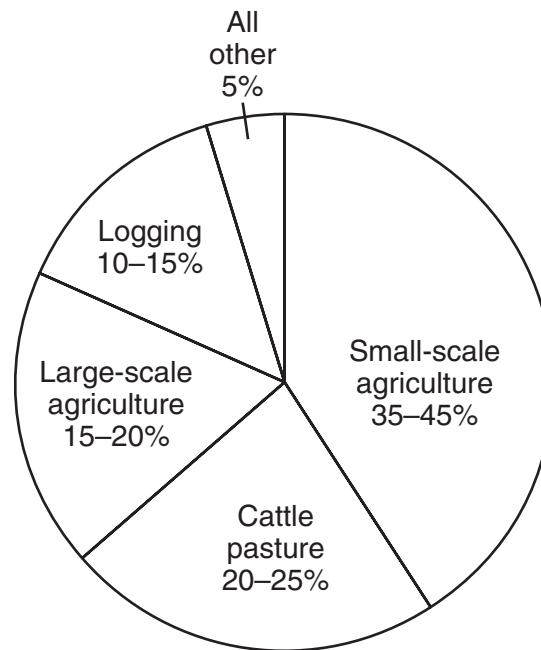 All
other
5%
Logging
10–15%
Small-scale
agriculture
35–45%
Large-scale
agriculture
15–20%
Cattle
pasture
20–25%